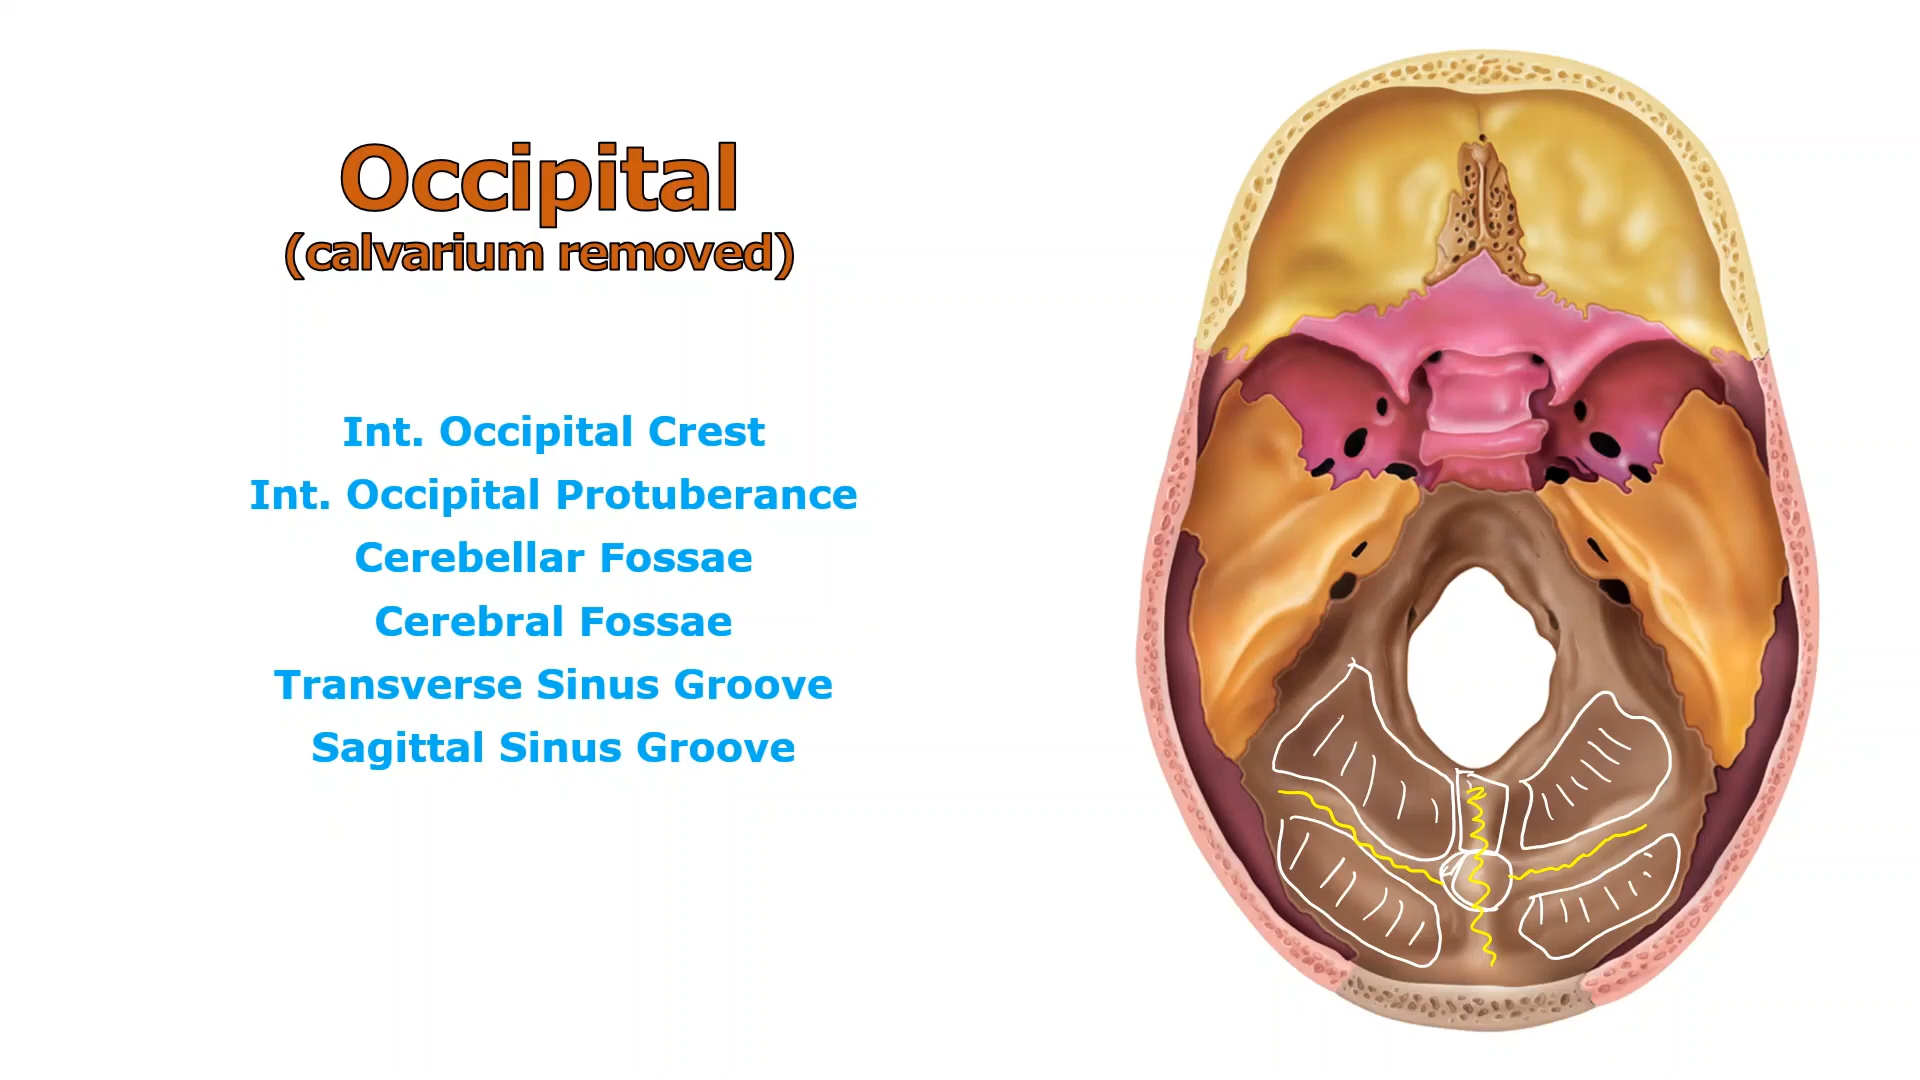 Occipital
(calvarium removed)
Int. Occipital Crest
Int. Occipital Protuberance
Cerebellar Fossae
Cerebral Fossae
Transverse Sinus Groove
Sagittal Sinus Groove